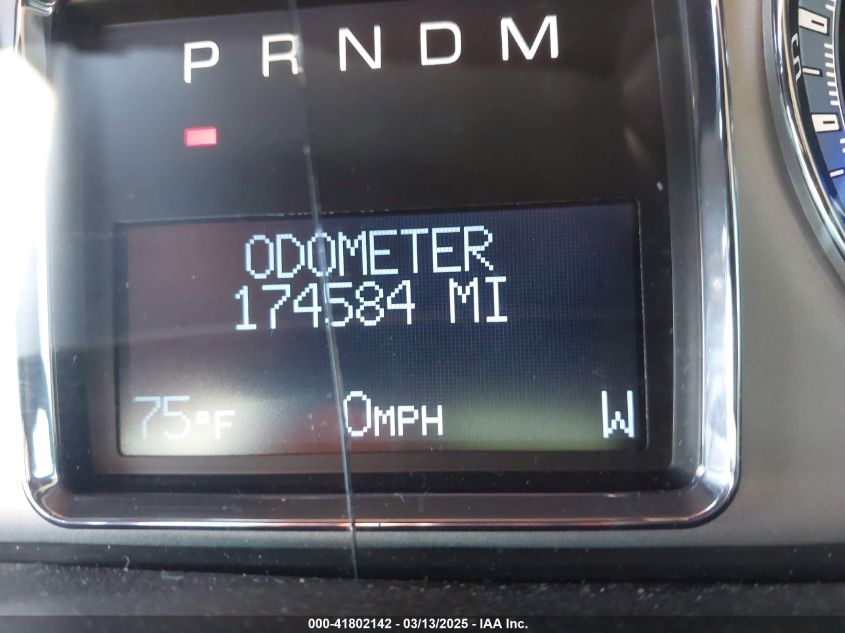 P R N D M
ODOMETER
174584 MI
75°F 0MPH W
000-41802142 - 03/13/2025 - IAA Inc.